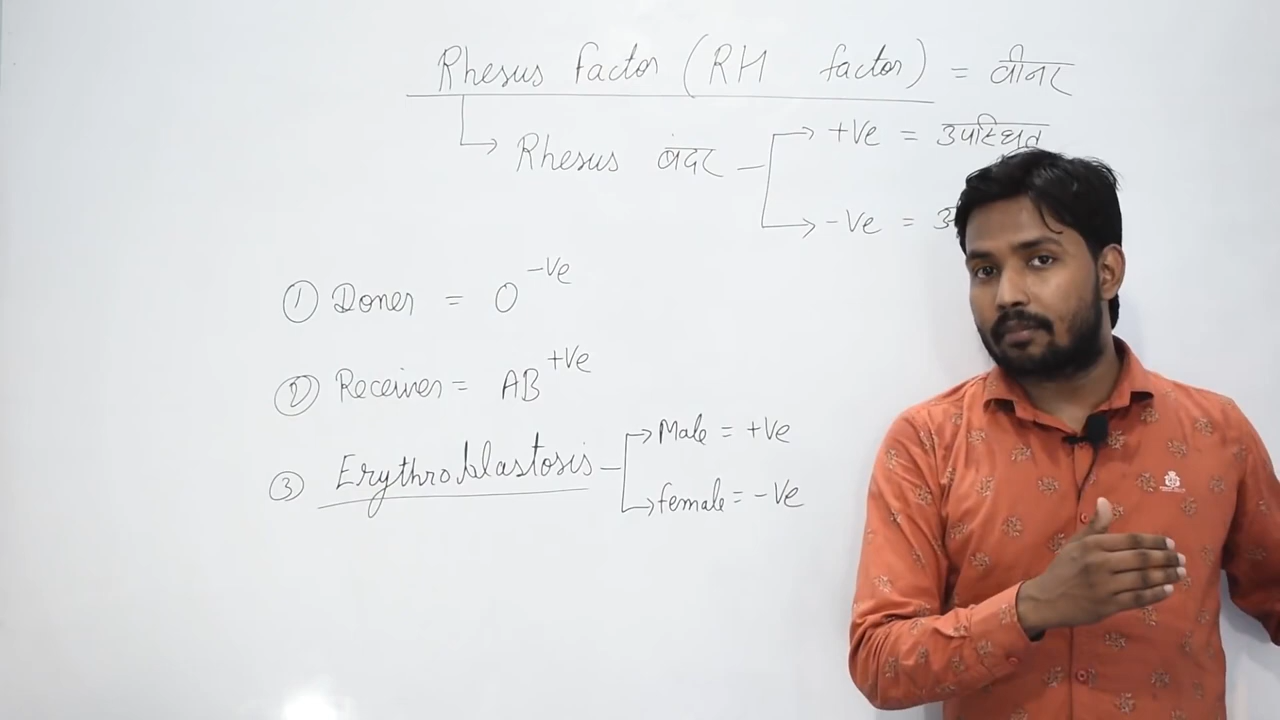 Rhesus factor (RH factor) = वीनर
Rhesus बंदर
+Ve = उपस्थित
-Ve =
① Doner = O -Ve
② Receiver = AB +Ve
③ Erythroblastosis
Male = +Ve
female = -Ve